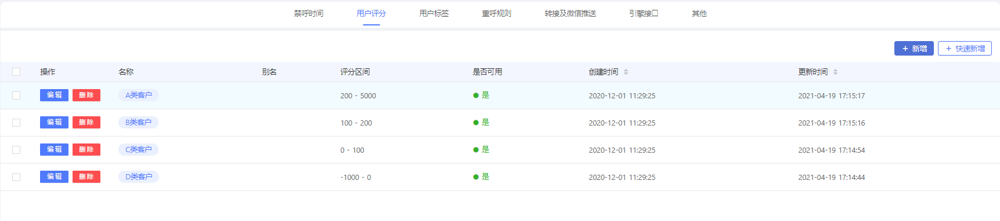 禁呼时间 用户评分 用户标签 重呼规则 转接及微信推送 引擎接口 其他
+ 新增 + 快速新增
操作 名称 别名 评分区间 是否可用 创建时间 更新时间
编辑 删除 A类客户 200 - 5000 是 2020-12-01 11:29:25 2021-04-19 17:15:17
编辑 删除 B类客户 100 - 200 是 2020-12-01 11:29:25 2021-04-19 17:15:16
编辑 删除 C类客户 0 - 100 是 2020-12-01 11:29:25 2021-04-19 17:14:54
编辑 删除 D类客户 -1000 - 0 是 2020-12-01 11:29:25 2021-04-19 17:14:44